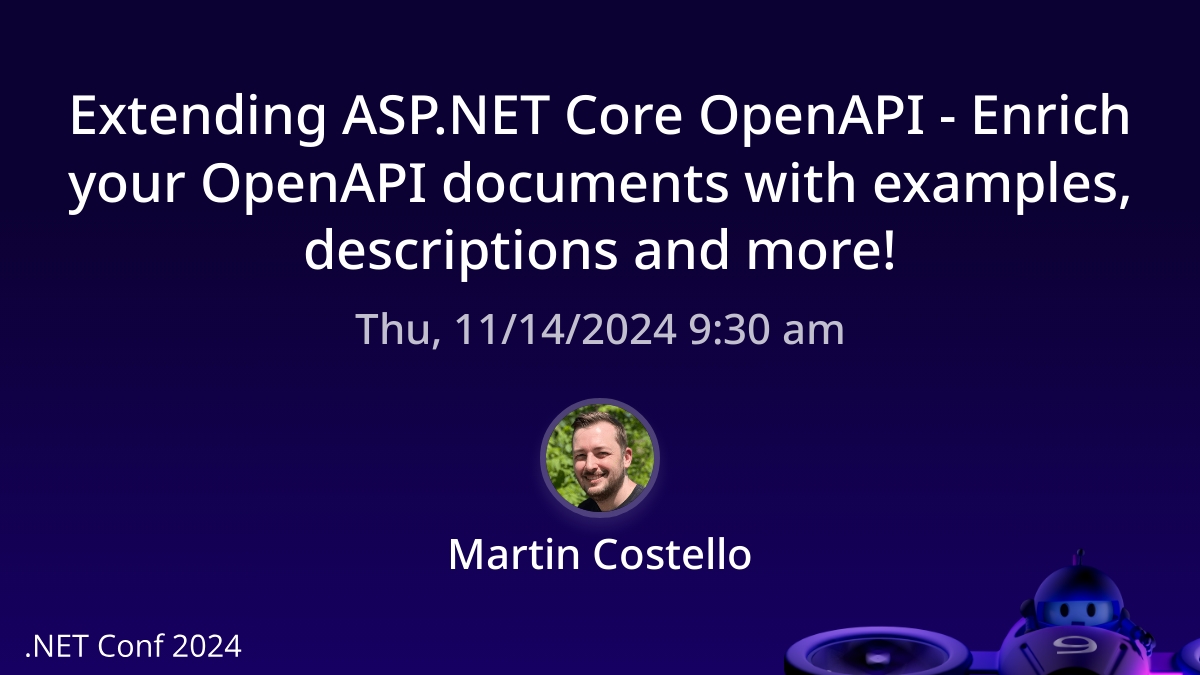 Extending ASP.NET Core OpenAPI - Enrich
your OpenAPI documents with examples,
descriptions and more!
Thu, 11/14/2024 9:30 am
Martin Costello
.NET Conf 2024
9